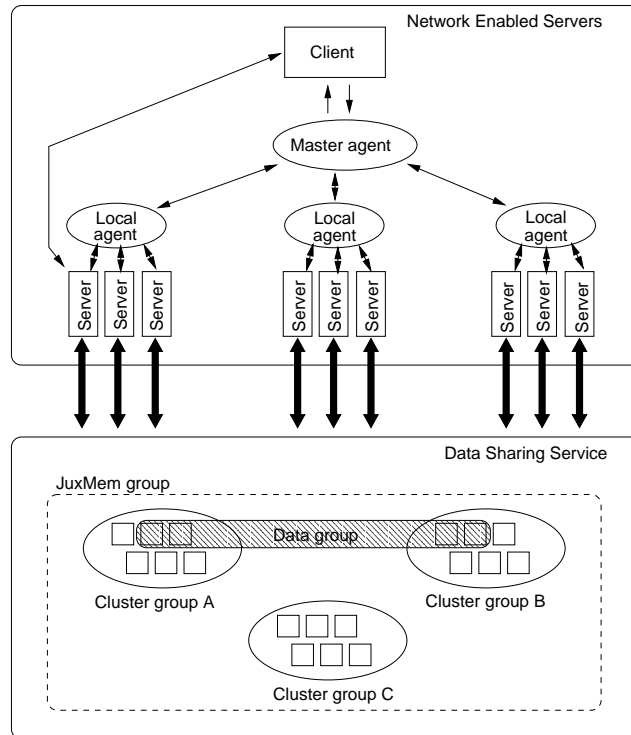 Network Enabled Servers
Client
Master agent
Local
agent
Local
agent
Local
agent
Server
Server
Server
Server
Server
Server
Server
Server
Server
Data Sharing Service
JuxMem group
Data group
Cluster group A
Cluster group B
Cluster group C